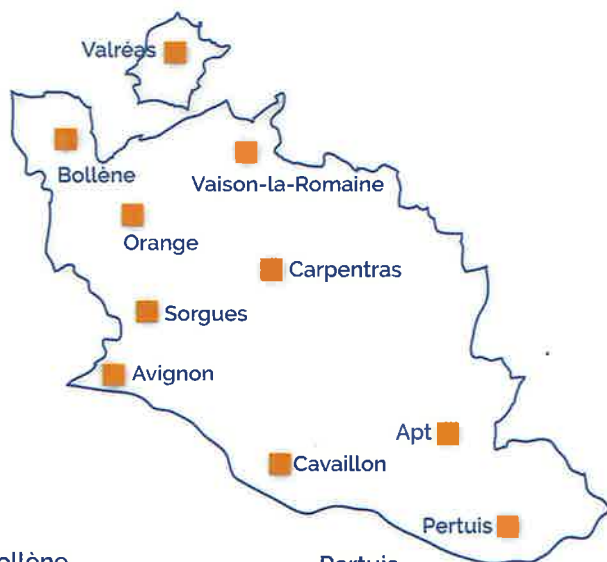 Valréas
Bollène
Vaison-la-Romaine
Orange
Carpentras
Sorgues
Avignon
Apt
Cavaillon
Pertuis